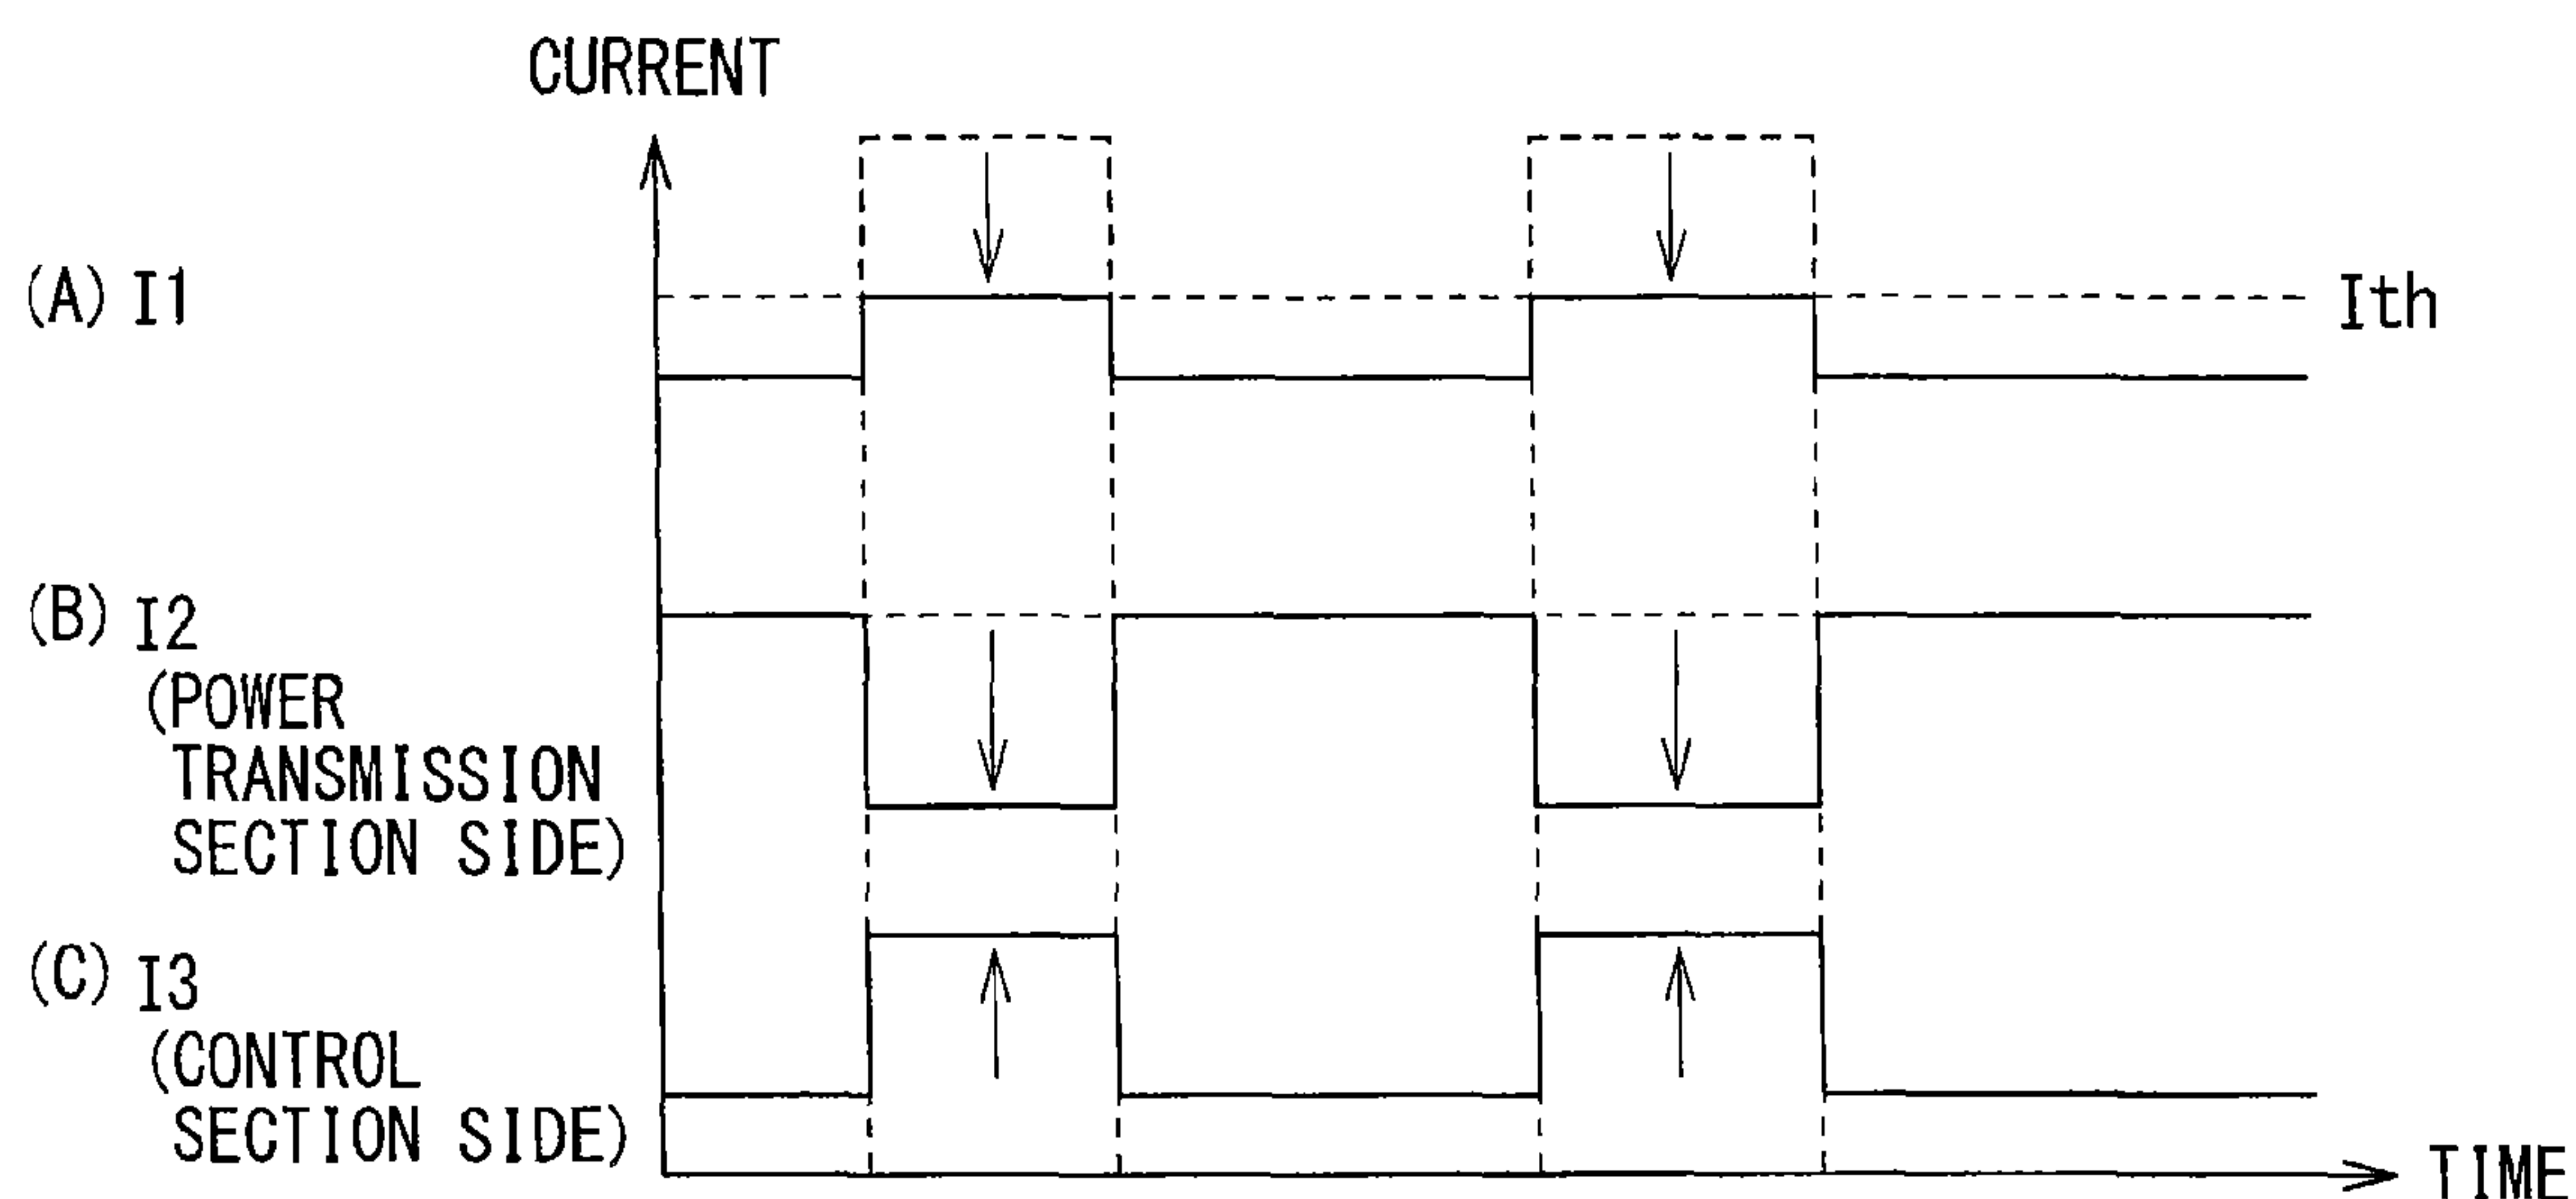 CURRENT
(A) I1
Ith
(B) I2
(POWER
TRANSMISSION
SECTION SIDE)
(C) I3
(CONTROL
SECTION SIDE)
TIME